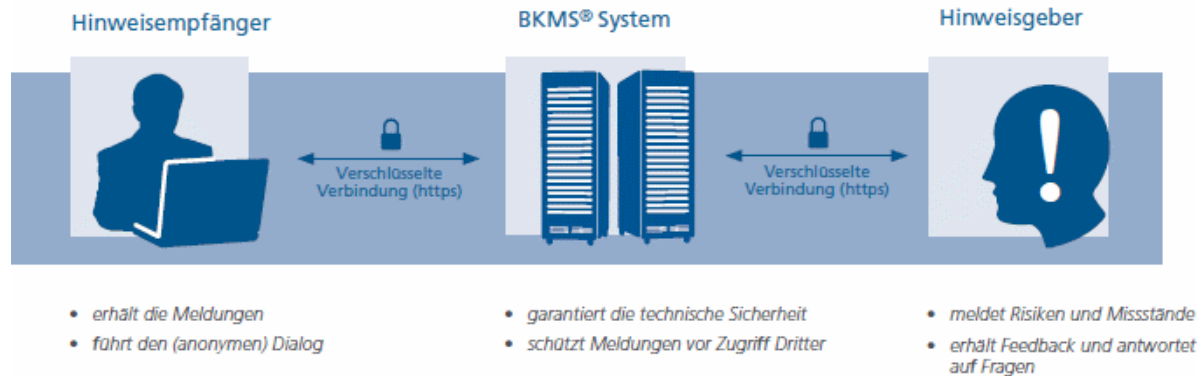 Hinweisempfänger
BKMS® System
Hinweisgeber
Verschlüsselte
Verbindung (https)
Verschlüsselte
Verbindung (https)
• erhält die Meldungen
• führt den (anonymen) Dialog
• garantiert die technische Sicherheit
• schützt Meldungen vor Zugriff Dritter
• meldet Risiken und Missstände
• erhält Feedback und antwortet
auf Fragen